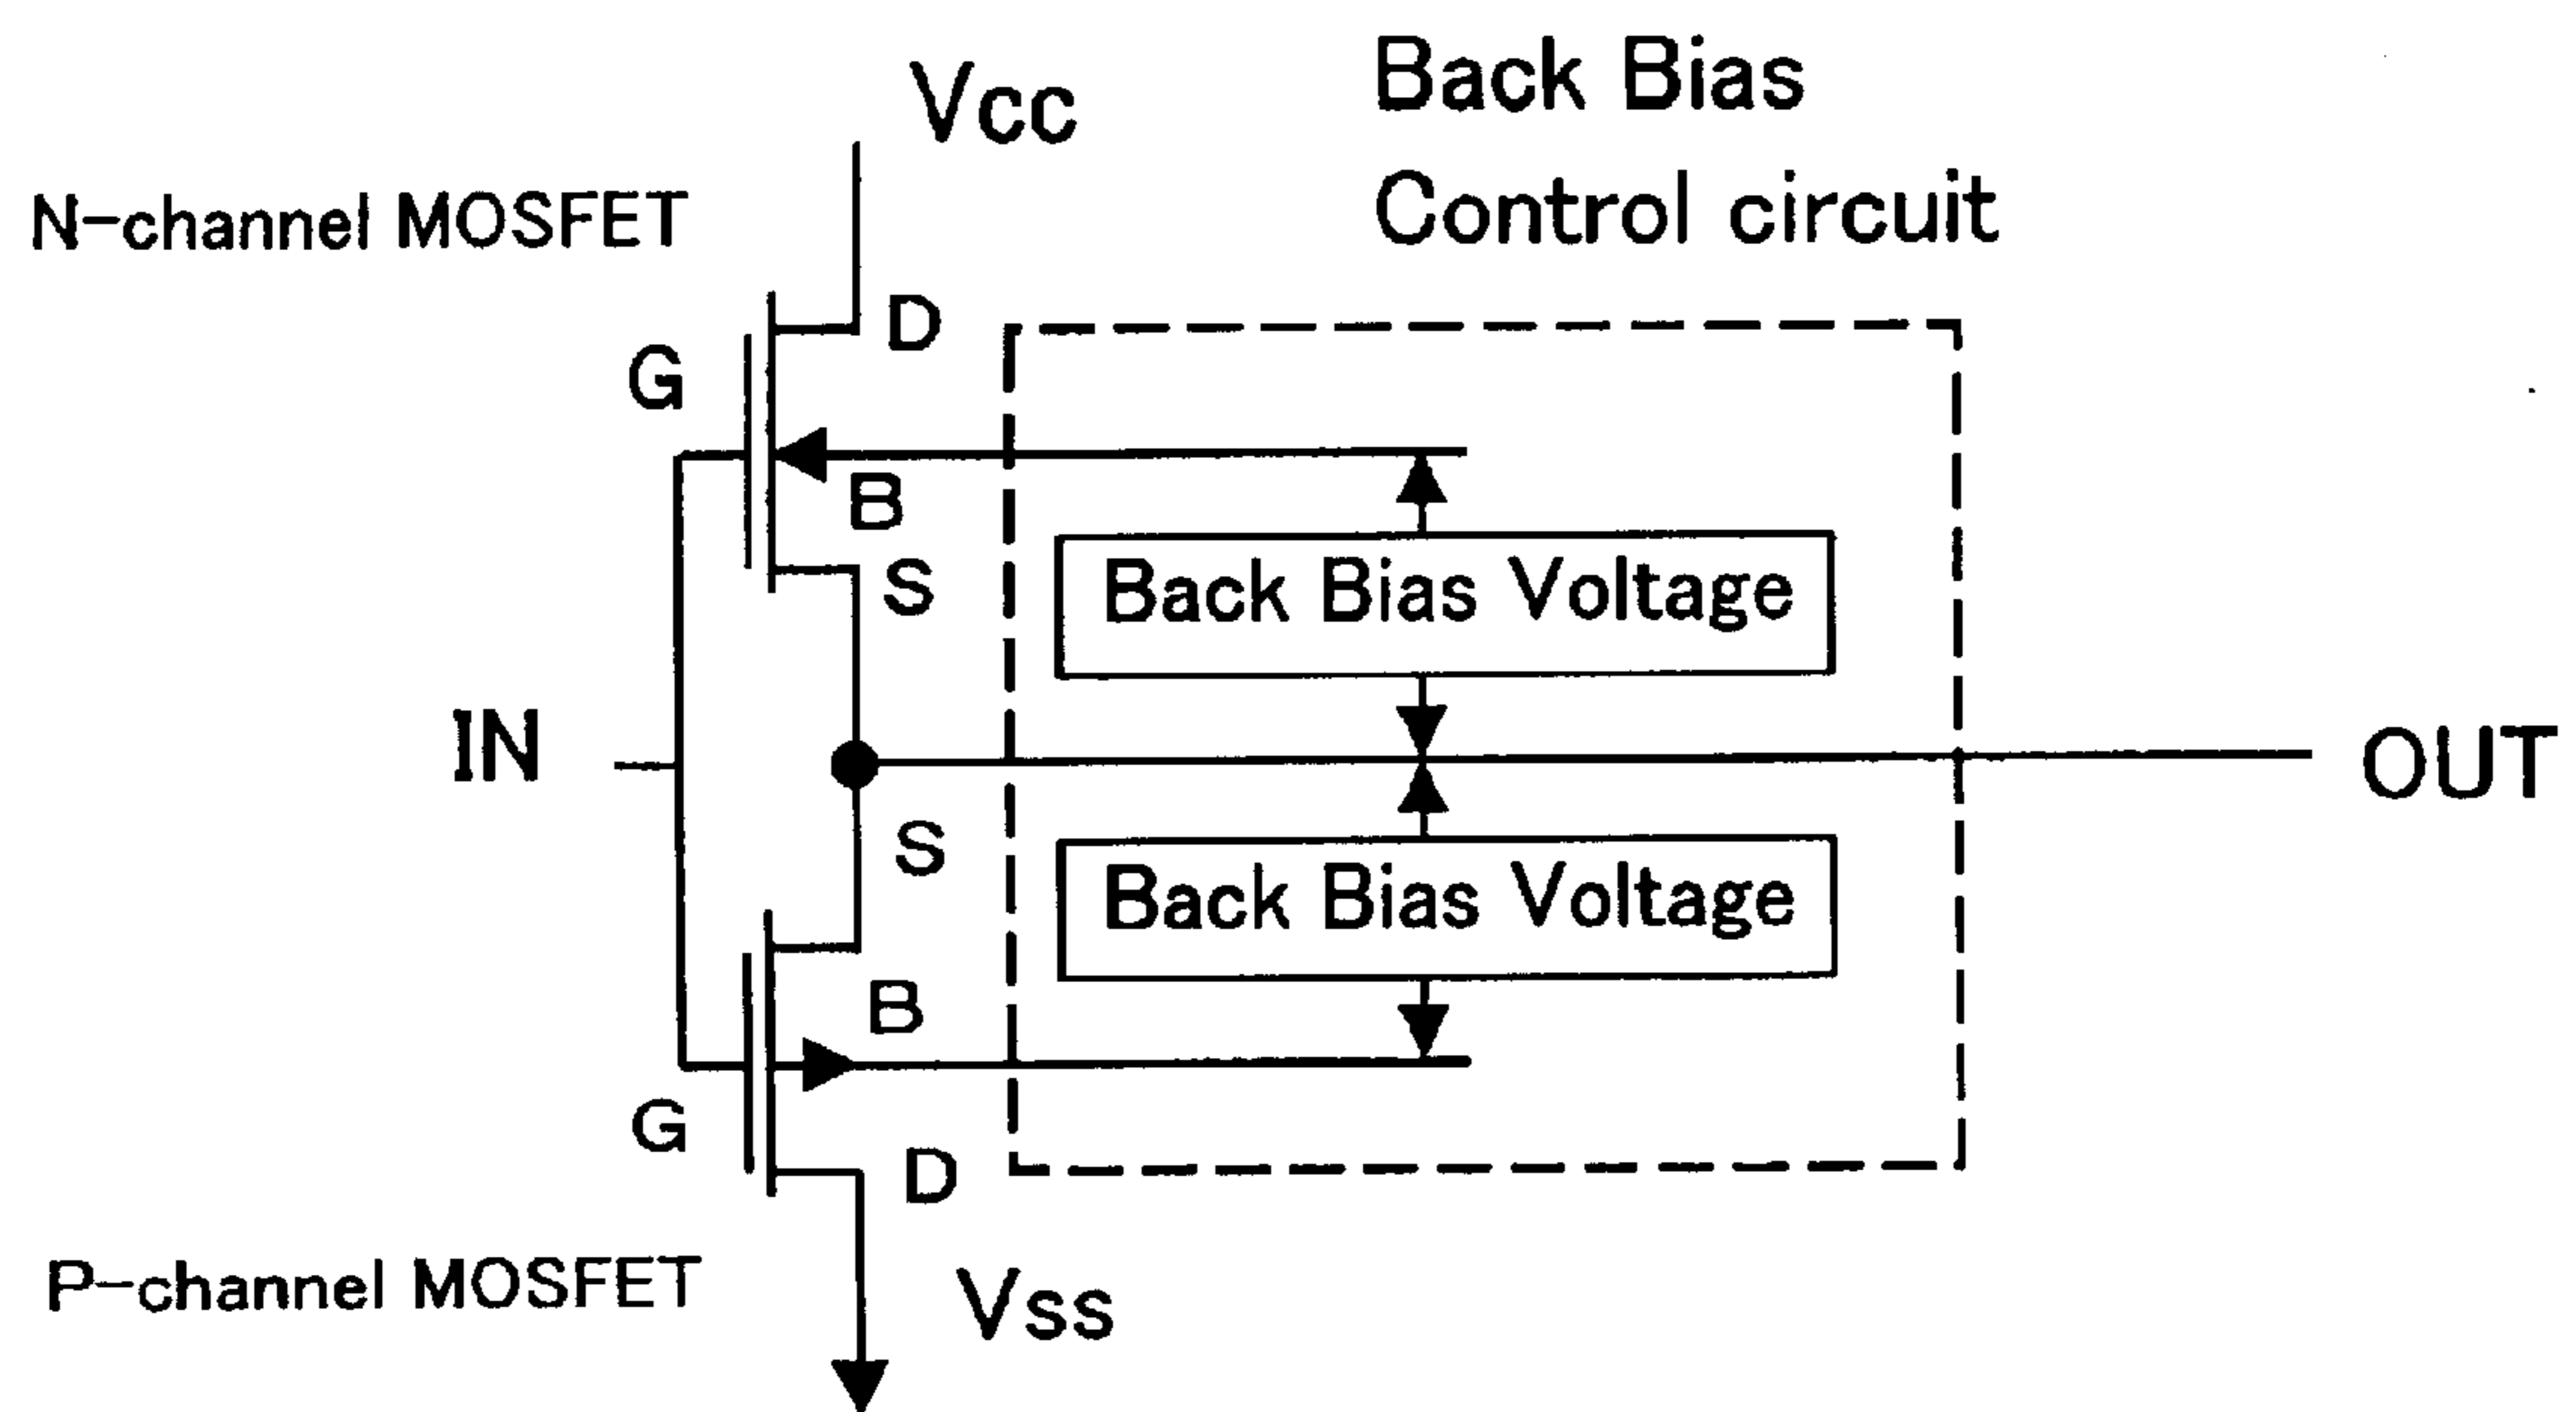 Back Bias
Control circuit
Vcc
N-channel MOSFET
D
G
B
S
Back Bias Voltage
IN
OUT
S
Back Bias Voltage
B
G
D
P-channel MOSFET
Vss